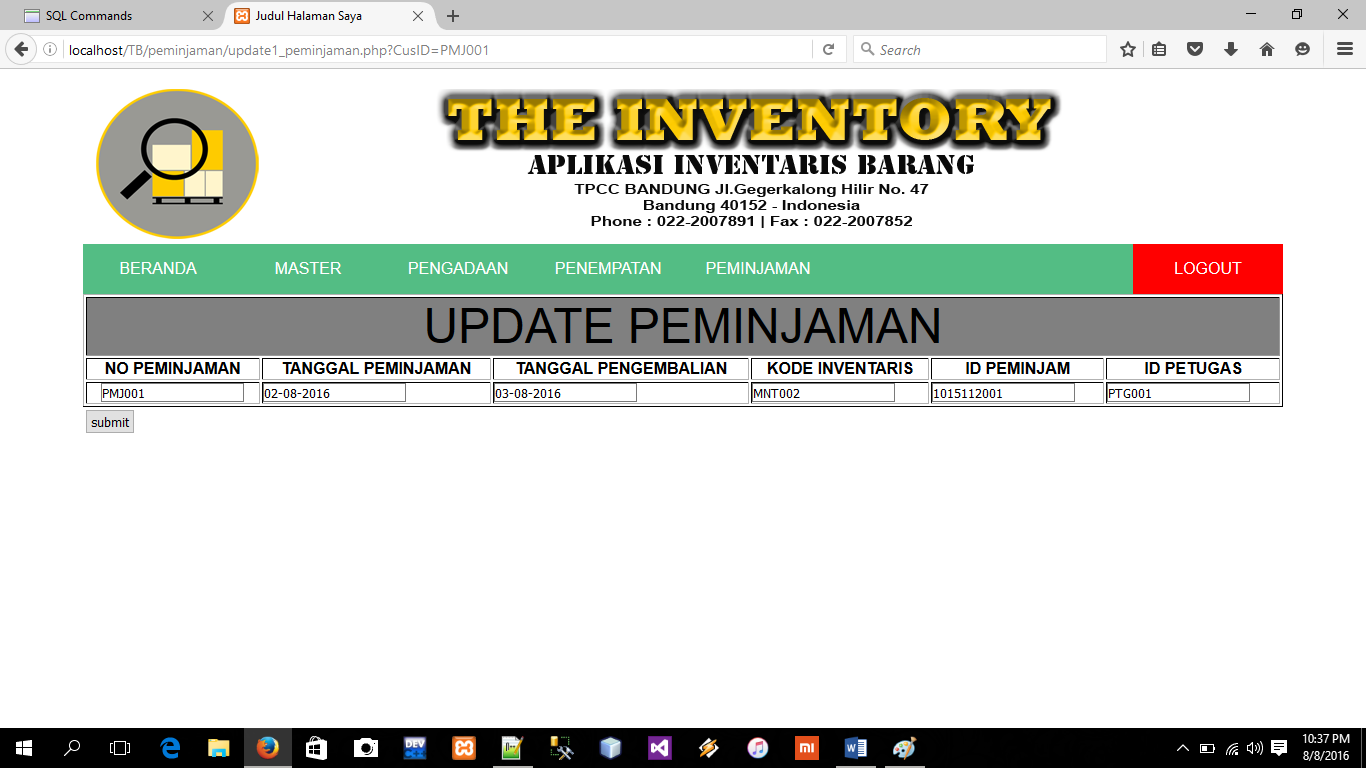 SQL Commands
Judul Halaman Saya
localhost/TB/peminjaman/update1_peminjaman.php?CusID=PMJ001
Search
THE INVENTORY
APLIKASI INVENTARIS BARANG
TPCC BANDUNG Jl.Gegerkalong Hilir No. 47
Bandung 40152 - Indonesia
Phone : 022-2007891 | Fax : 022-2007852
BERANDA MASTER PENGADAAN PENEMPATAN PEMINJAMAN LOGOUT
UPDATE PEMINJAMAN
NO PEMINJAMAN TANGGAL PEMINJAMAN TANGGAL PENGEMBALIAN KODE INVENTARIS ID PEMINJAM ID PETUGAS
PMJ001 02-08-2016 03-08-2016 MNT002 1015112001 PTG001
submit
DEV
mi
10:37 PM
8/8/2016